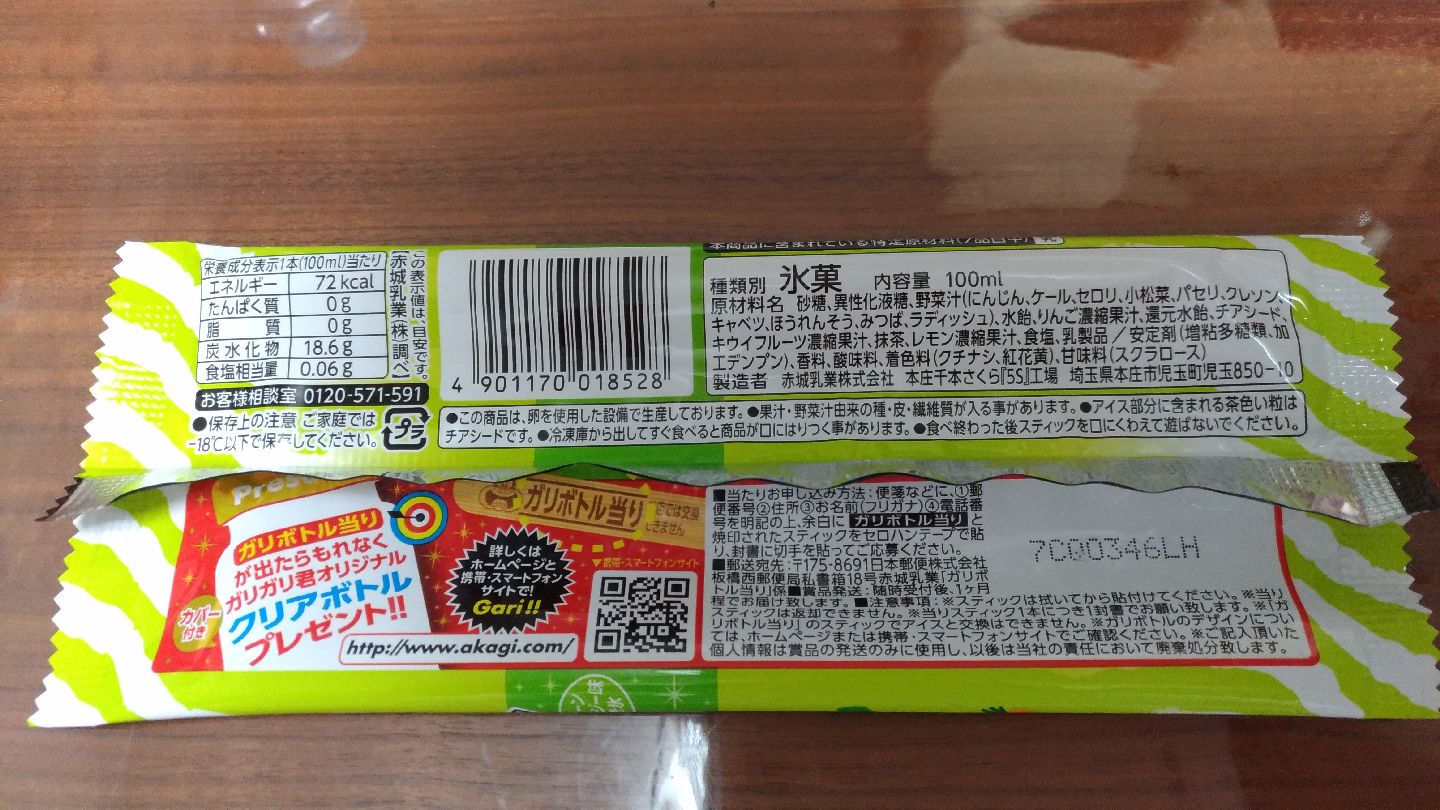 本商品に含まれている特定原材料(7品目中) 乳
栄養成分表示1本(100ml)当たり
エネルギー 72kcal
たんぱく質 0g
脂質 0g
炭水化物 18.6g
食塩相当量 0.06g
この表示値は、目安です。
[赤城乳業(株)調べ]
お客様相談室 0120-571-591
●保存上の注意 ご家庭では
-18℃以下で保存してください。
プラ
4 901170 018528
種類別 氷菓 内容量 100ml
原材料名 砂糖、異性化液糖、野菜汁(にんじん、ケール、セロリ、小松菜、パセリ、クレソン、
キャベツ、ほうれんそう、みつば、ラディッシュ)、水飴、りんご濃縮果汁、還元水飴、チアシード、
キウイフルーツ濃縮果汁、抹茶、レモン濃縮果汁、食塩、乳製品/安定剤(増粘多糖類、加
工デンプン)、香料、酸味料、着色料(クチナシ、紅花黄)、甘味料(スクラロース)
製造者 赤城乳業株式会社 本庄千本さくら『5S』工場 埼玉県本庄市児玉町児玉850-10
●この商品は、卵を使用した設備で生産しております。●果汁・野菜汁由来の種・皮・繊維質が入る事があります。●アイス部分に含まれる茶色い粒は
チアシードです。●冷凍庫から出してすぐ食べると商品が口にはりつく事があります。●食べ終わった後スティックを口にくわえて遊ばないでください。
ガリボトル当り
が出たらもれなく
ガリガリ君オリジナル
クリアボトル
プレゼント!!
カバー
付き
ガリボトル当り
店では交換
できません
詳しくは
ホームページと
携帯・スマートフォン
サイトで!
Gari!!
▼携帯・スマートフォンサイト
http://www.akagi.com/
■当たりお申し込み方法:便箋などに、①郵
便番号②住所③お名前(フリガナ)④電話番
号を明記の上、余白に ガリボトル当り と
焼印されたスティックをセロハンテープで貼
り、封書に切手を貼ってご応募ください。
■郵送宛先:〒175-8691日本郵便株式会社
板橋西郵便局私書箱18号赤城乳業「ガリボ
トル当り」係■賞品発送:随時受付後、1ヶ月
程でお届け致します。■注意事項:※スティックは拭いてから貼付けてください。※当り
スティックは返却できません。※当りスティック1本につき1封書でお願い致します。※「ガ
リボトル当り」のスティックでアイスと交換はできません。※ガリボトルのデザインについ
ては、ホームページまたは携帯・スマートフォンサイトでご確認ください。※ご記入頂いた
個人情報は賞品の発送のみに使用し、以後は当社の責任において廃棄処分致します。
7C00346LH